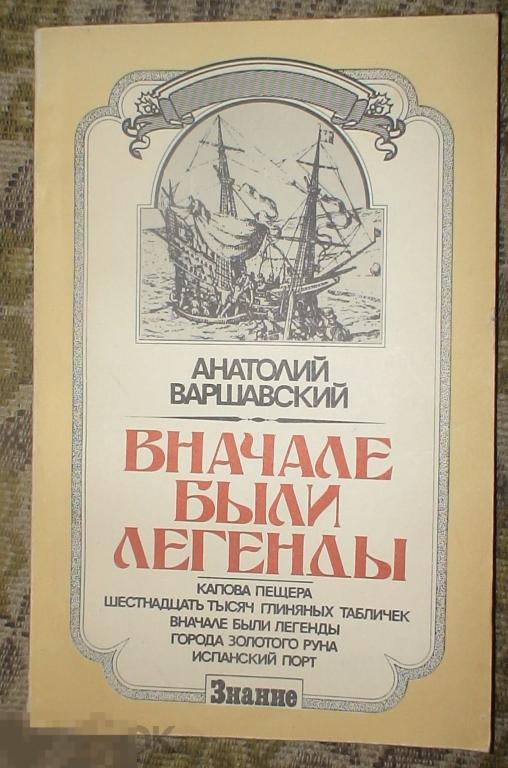 АНАТОЛИЙ
ВАРШАВСКИЙ
ВНАЧАЛЕ
БЫЛИ
ЛЕГЕНДЫ
КАПОВА ПЕЩЕРА
ШЕСТНАДЦАТЬ ТЫСЯЧ ГЛИНЯНЫХ ТАБЛИЧЕК
ВНАЧАЛЕ БЫЛИ ЛЕГЕНДЫ
ГОРОДА ЗОЛОТОГО РУНА
ИСПАНСКИЙ ПОРТ
Знание